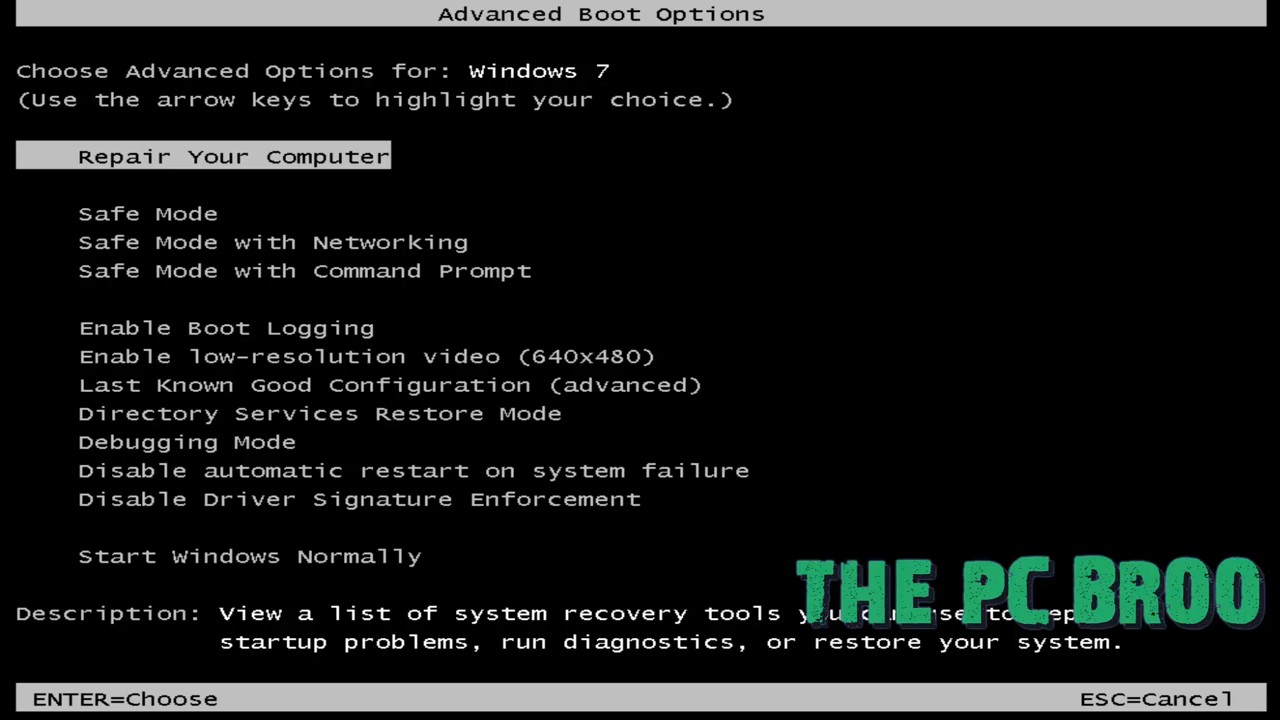 Advanced Boot Options
Choose Advanced Options for: Windows 7
(Use the arrow keys to highlight your choice.)
Repair Your Computer
Safe Mode
Safe Mode with Networking
Safe Mode with Command Prompt
Enable Boot Logging
Enable low-resolution video (640x480)
Last Known Good Configuration (advanced)
Directory Services Restore Mode
Debugging Mode
Disable automatic restart on system failure
Disable Driver Signature Enforcement
Start Windows Normally
THE PC BROO
Description: View a list of system recovery tools you can use to
startup problems, run diagnostics, or restore your system.
ENTER=Choose ESC=Cancel